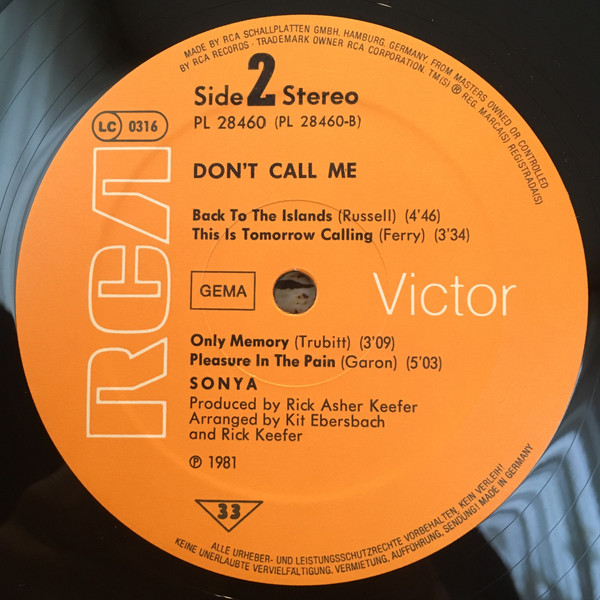 MADE BY RCA SCHALLPLATTEN GMBH, HAMBURG, GERMANY, FROM MASTERS OWNED OR CONTROLLED
BY RCA RECORDS · TRADEMARK OWNER RCA CORPORATION. TM(S) ® REG. MARCA(S) REGISTRADA(S)
Side 2 Stereo
PL 28460 (PL 28460-B)
LC 0316
RCA
DON'T CALL ME
Back To The Islands (Russell) (4'46)
This Is Tomorrow Calling (Ferry) (3'34)
GEMA
Victor
Only Memory (Trubitt) (3'09)
Pleasure In The Pain (Garon) (5'03)
SONYA
Produced by Rick Asher Keefer
Arranged by Kit Ebersbach
and Rick Keefer
℗ 1981
33
ALLE URHEBER- UND LEISTUNGSSCHUTZRECHTE VORBEHALTEN, KEIN VERLEIH!
KEINE UNERLAUBTE VERVIELFÄLTIGUNG, VERMIETUNG, AUFFÜHRUNG, SENDUNG! MADE IN GERMANY